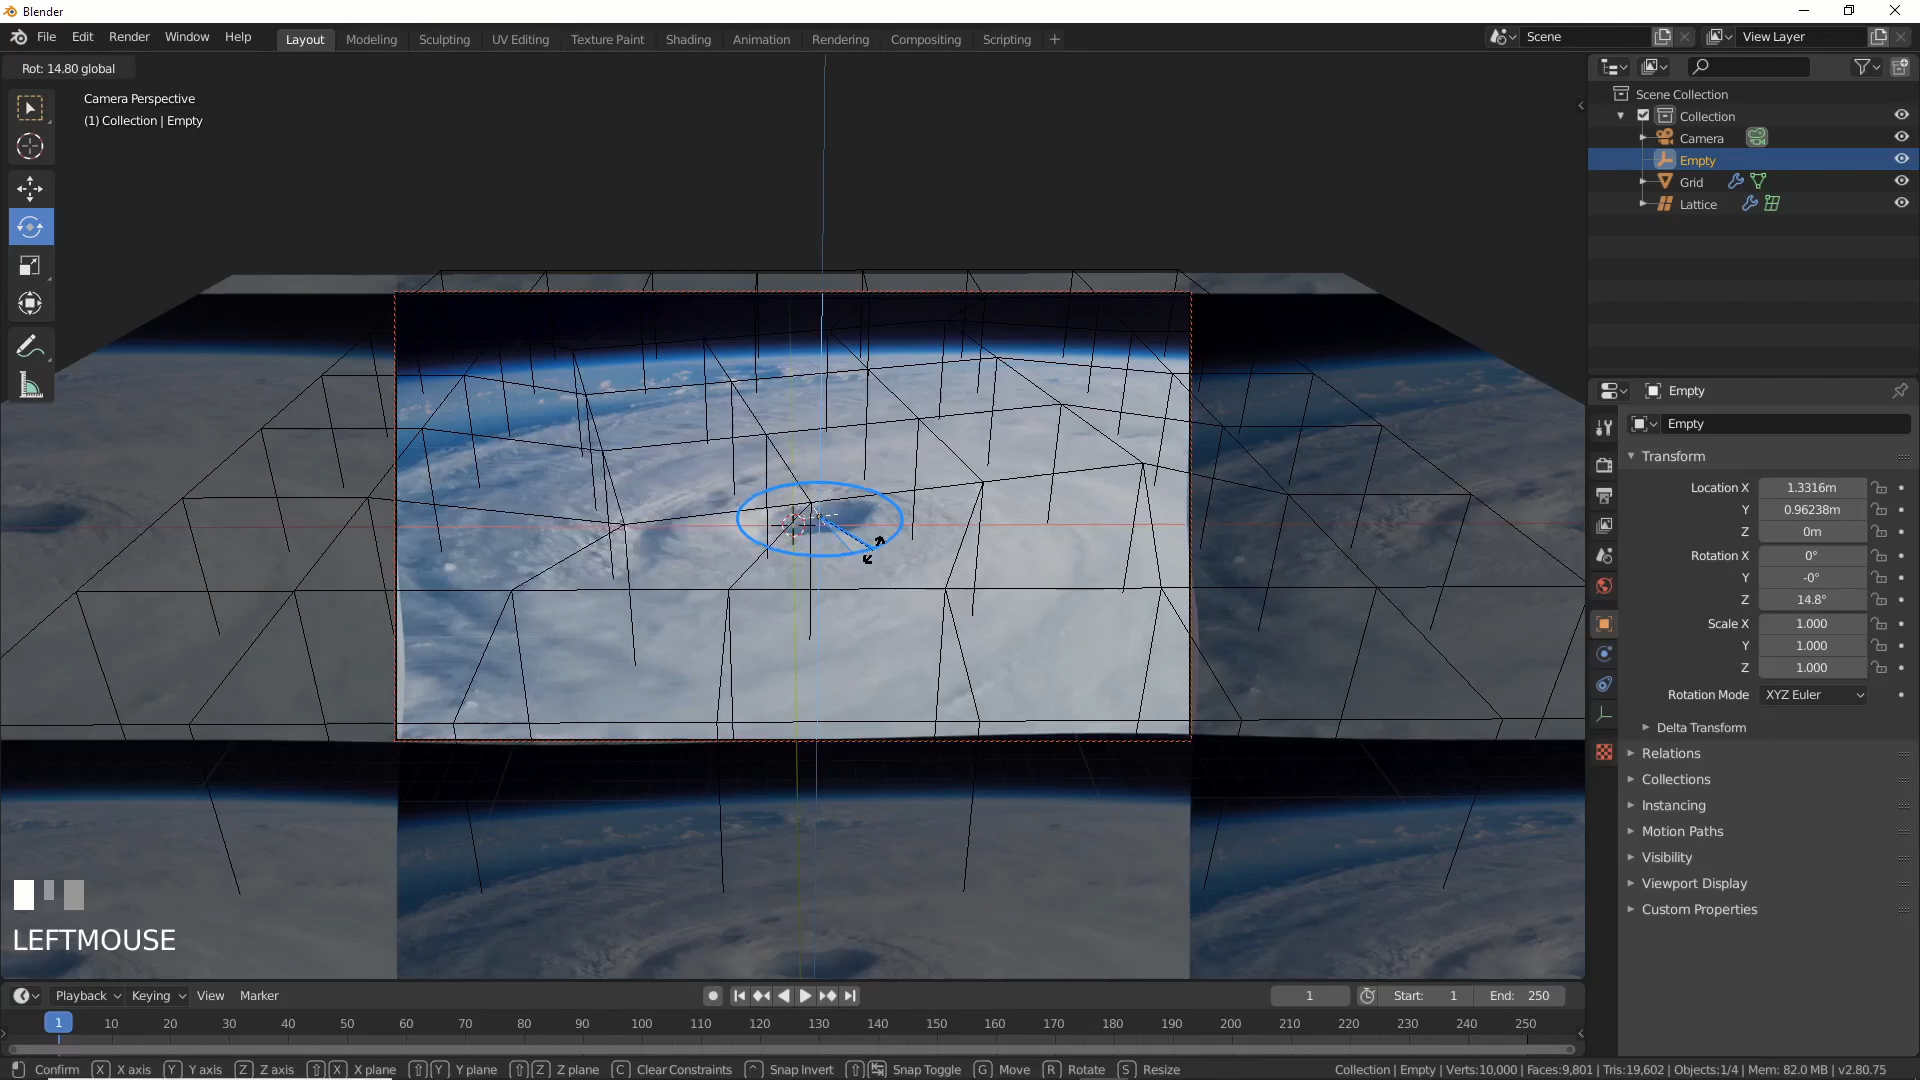 Blender
File Edit Render Window Help Layout Modeling Sculpting UV Editing Texture Paint Shading Animation Rendering Compositing Scripting + Scene View Layer
Rot: 14.80 global
Camera Perspective
(1) Collection | Empty
Scene Collection
Collection
Camera
Empty
Grid
Lattice
Empty
Empty
Transform
Location X 1.3316m
Y 0.96238m
Z 0m
Rotation X 0°
Y -0°
Z 14.8°
Scale X 1.000
Y 1.000
Z 1.000
Rotation Mode XYZ Euler
Delta Transform
Relations
Collections
Instancing
Motion Paths
Visibility
Viewport Display
Custom Properties
LEFTMOUSE
Playback Keying View Marker 1 Start: 1 End: 250
1 10 20 30 40 50 60 70 80 90 100 110 120 130 140 150 160 170 180 190 200 210 220 230 240 250
Confirm X X axis Y Y axis Z Z axis X X plane Y Y plane Z Z plane C Clear Constraints ^ Snap Invert Snap Toggle G Move R Rotate S Resize Collection | Empty | Verts:10,000 | Faces:9,801 | Tris:19,602 | Objects:1/4 | Mem: 82.0 MB | v2.80.75